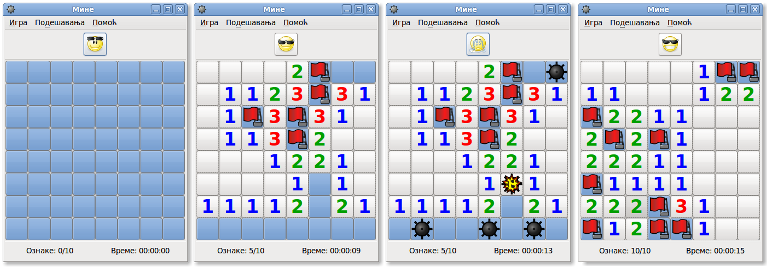 Мине
Игра Подешавања Помоћ
Ознаке: 0/10 Време: 00:00:00
Мине
Игра Подешавања Помоћ
2
1 1 2 3 3 1
1 3 3 1
1 1 3 2
1 2 2 1
1 1
1 1 1 1 2 2 1
Ознаке: 5/10 Време: 00:00:09
Мине
Игра Подешавања Помоћ
2
1 1 2 3 3 1
1 3 3 1
1 1 3 2
1 2 2 1
1 1
1 1 1 1 2 2 1
Ознаке: 5/10 Време: 00:00:13
Мине
Игра Подешавања Помоћ
1
1 1 1 2 2
2 2 1 1
2 2 1
2 2 2 1 1
1 1 1 1
2 2 2 3 1
1 2 1
Ознаке: 10/10 Време: 00:00:15